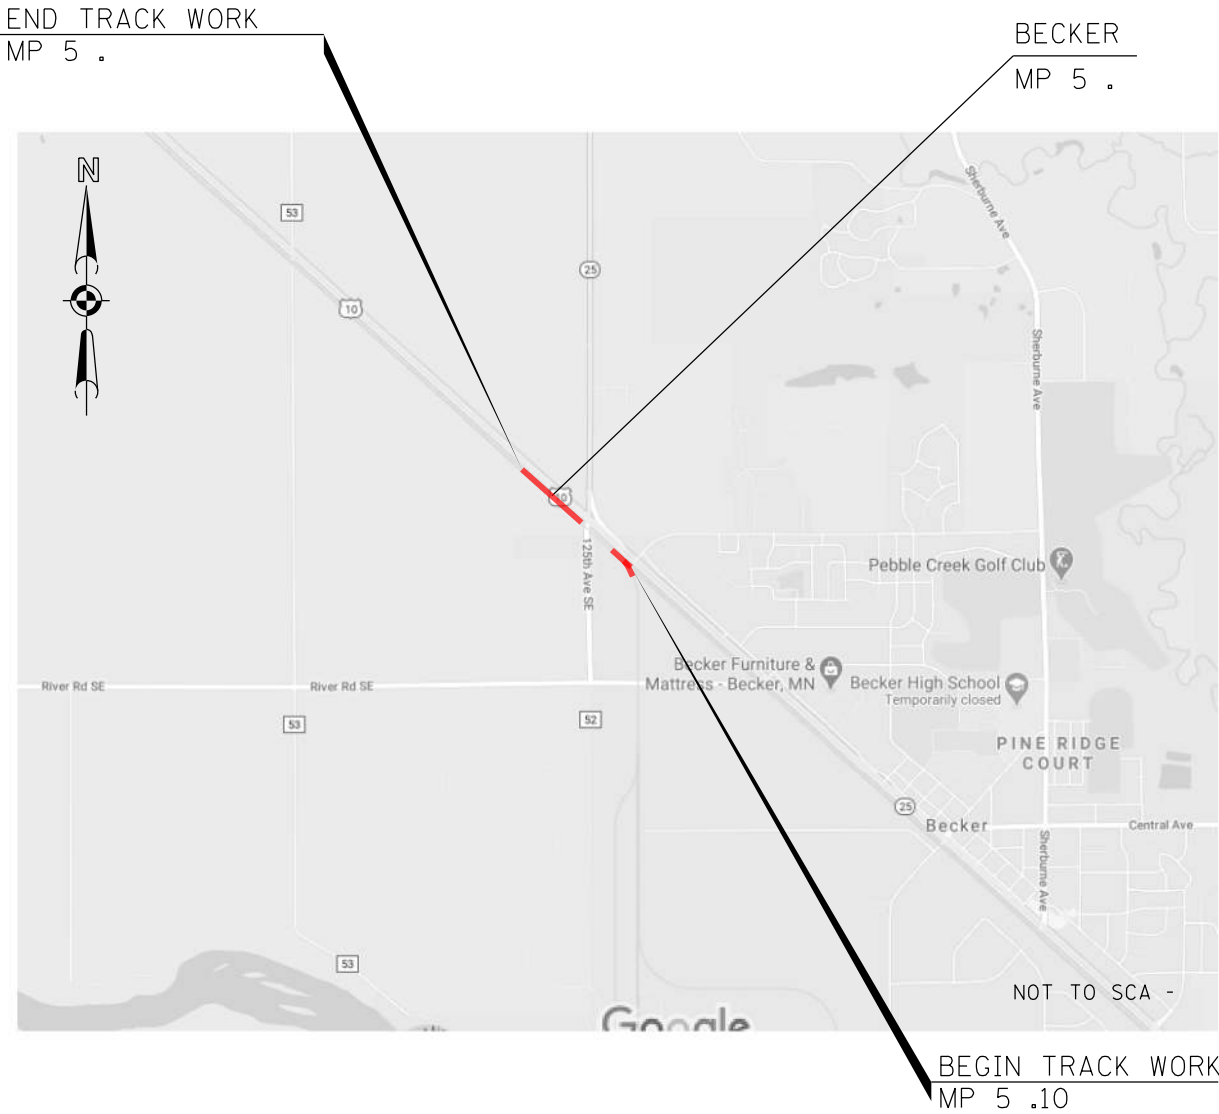 END TRACK WORK
MP 5 .
BECKER
MP 5 .
N
Sherburne Ave
53
25
10
Sherburne Ave
10
125th Ave SE
Pebble Creek Golf Club
Becker Furniture &
Mattress - Becker, MN
Becker High School
Temporarily closed
River Rd SE
River Rd SE
53
52
PINE RIDGE
COURT
25
Becker
Central Ave
Sherburne Ave
53
NOT TO SCA -
Google
BEGIN TRACK WORK
MP 5 .10